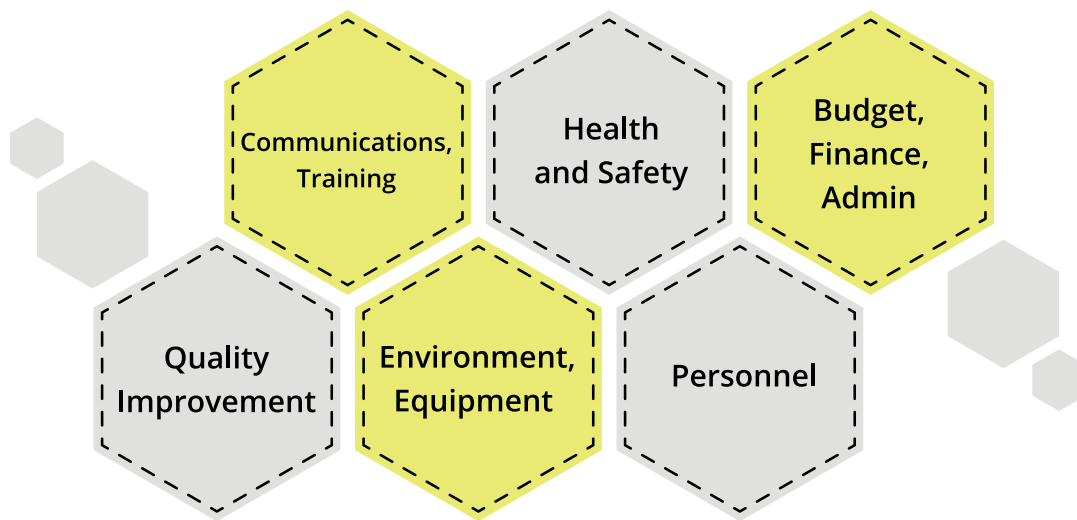 Communications,
Training
Health
and Safety
Budget,
Finance,
Admin
Quality
Improvement
Environment,
Equipment
Personnel